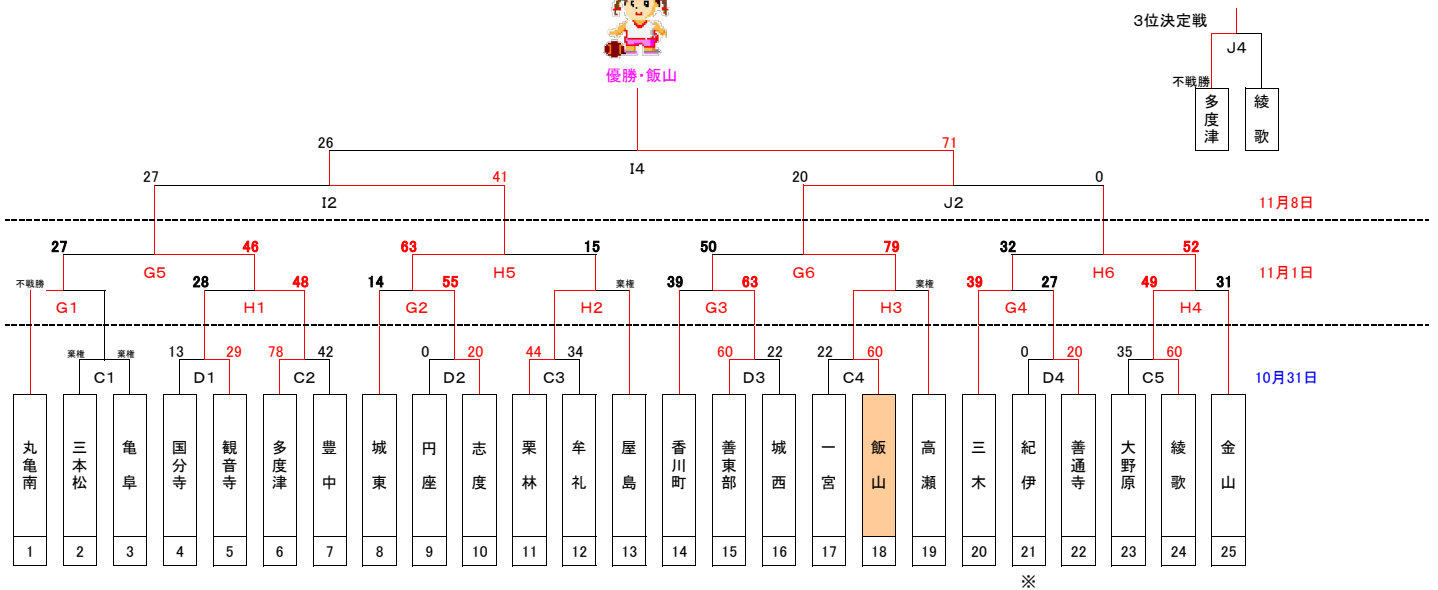 3位決定戦
J4
不戦勝
多度津
綾歌
優勝・飯山
26
71
I4
27
41
20
0
I2
J2
11月8日
27
46
63
15
50
79
32
52
G5
H5
G6
H6
11月1日
不戦勝
28
48
14
55
棄権
39
63
棄権
39
27
49
31
G1
H1
G2
H2
G3
H3
G4
H4
棄権
棄権
13
29
78
42
0
20
44
34
60
22
22
60
0
20
35
60
C1
D1
C2
D2
C3
D3
C4
D4
C5
10月31日
丸亀南
三本松
亀阜
国分寺
観音寺
多度津
豊中
城東
円座
志度
栗林
牟礼
屋島
香川町
善東部
城西
一宮
飯山
高瀬
三木
紀伊
善通寺
大野原
綾歌
金山
1
2
3
4
5
6
7
8
9
10
11
12
13
14
15
16
17
18
19
20
21
22
23
24
25
※